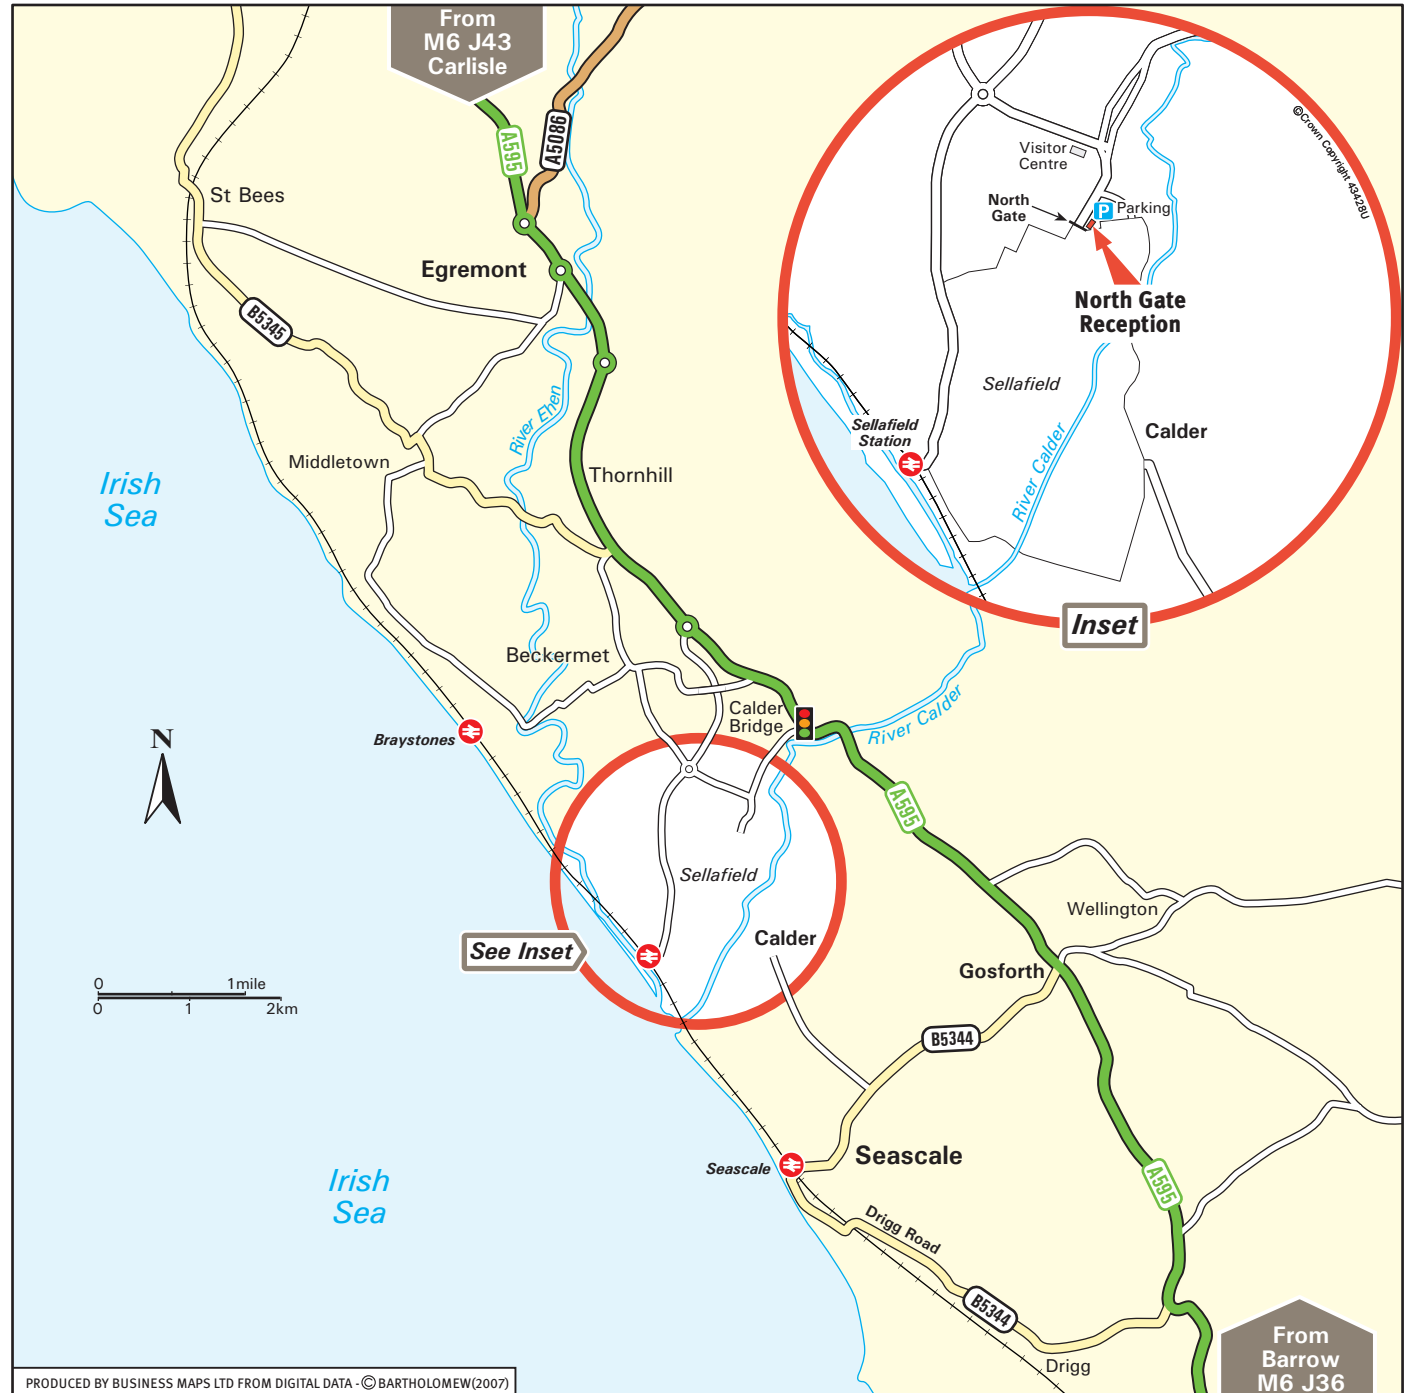 From
M6 J43
Carlisle
A595
A5086
St Bees
Egremont
B5345
River Ehen
Middletown
Thornhill
Irish
Sea
Beckermet
Braystones
N
Calder
Bridge
River Calder
A595
Sellafield
Calder
See Inset
0 1mile
0 1 2km
Wellington
Gosforth
B5344
Seascale
Seascale
Irish
Sea
Drigg Road
A595
B5344
Drigg
From
Barrow
M6 J36
©Crown Copyright 43428U
Visitor
Centre
North
Gate
P Parking
North Gate
Reception
Sellafield
Sellafield
Station
Calder
River Calder
Inset
PRODUCED BY BUSINESS MAPS LTD FROM DIGITAL DATA - © BARTHOLOMEW(2007)